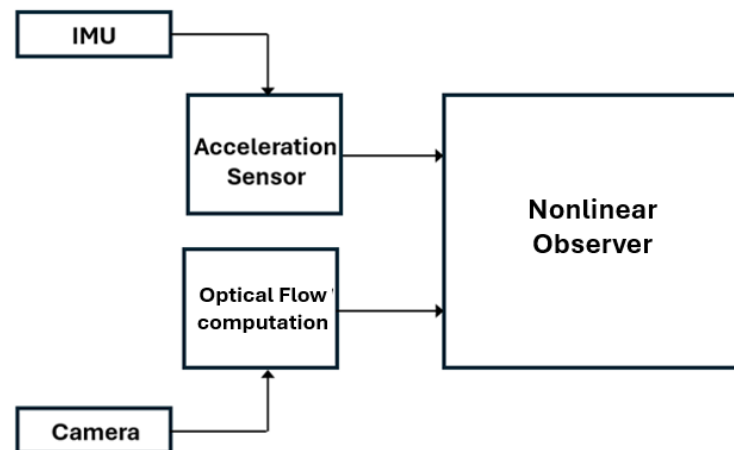 IMU
Acceleration
Sensor
Nonlinear
Observer
Optical Flow
computation
Camera